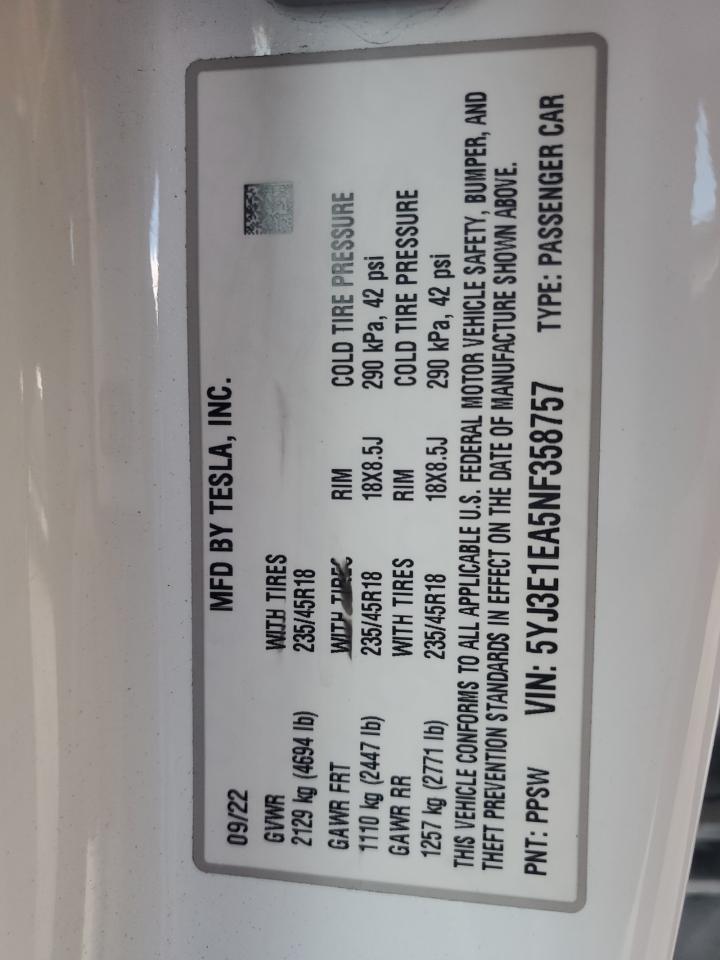 MFD BY TESLA, INC.
09/22
GVWR WITH TIRES
2129 kg (4694 lb) 235/45R18
GAWR FRT WITH TIRES RIM COLD TIRE PRESSURE
1110 kg (2447 lb) 235/45R18 18X8.5J 290 kPa, 42 psi
GAWR RR WITH TIRES RIM COLD TIRE PRESSURE
1257 kg (2771 lb) 235/45R18 18X8.5J 290 kPa, 42 psi
THIS VEHICLE CONFORMS TO ALL APPLICABLE U.S. FEDERAL MOTOR VEHICLE SAFETY, BUMPER, AND
THEFT PREVENTION STANDARDS IN EFFECT ON THE DATE OF MANUFACTURE SHOWN ABOVE.
PNT: PPSW VIN: 5YJ3E1EA5NF358757 TYPE: PASSENGER CAR